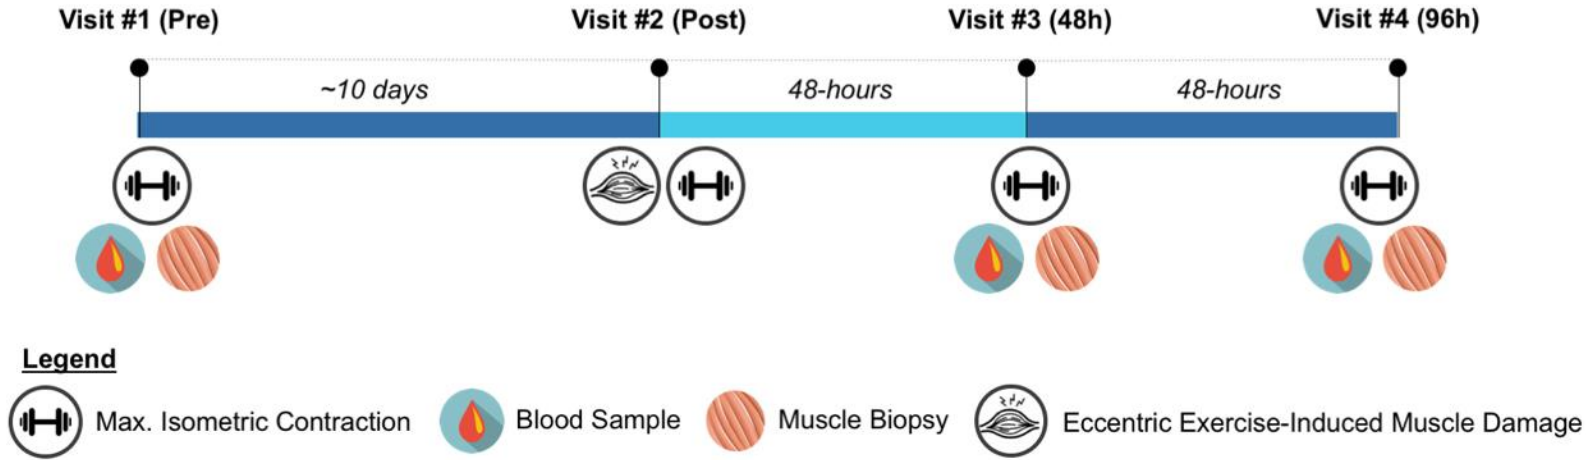 Visit #1 (Pre)
Visit #2 (Post)
Visit #3 (48h)
Visit #4 (96h)
~10 days
48-hours
48-hours
Legend
Max. Isometric Contraction
Blood Sample
Muscle Biopsy
Eccentric Exercise-Induced Muscle Damage